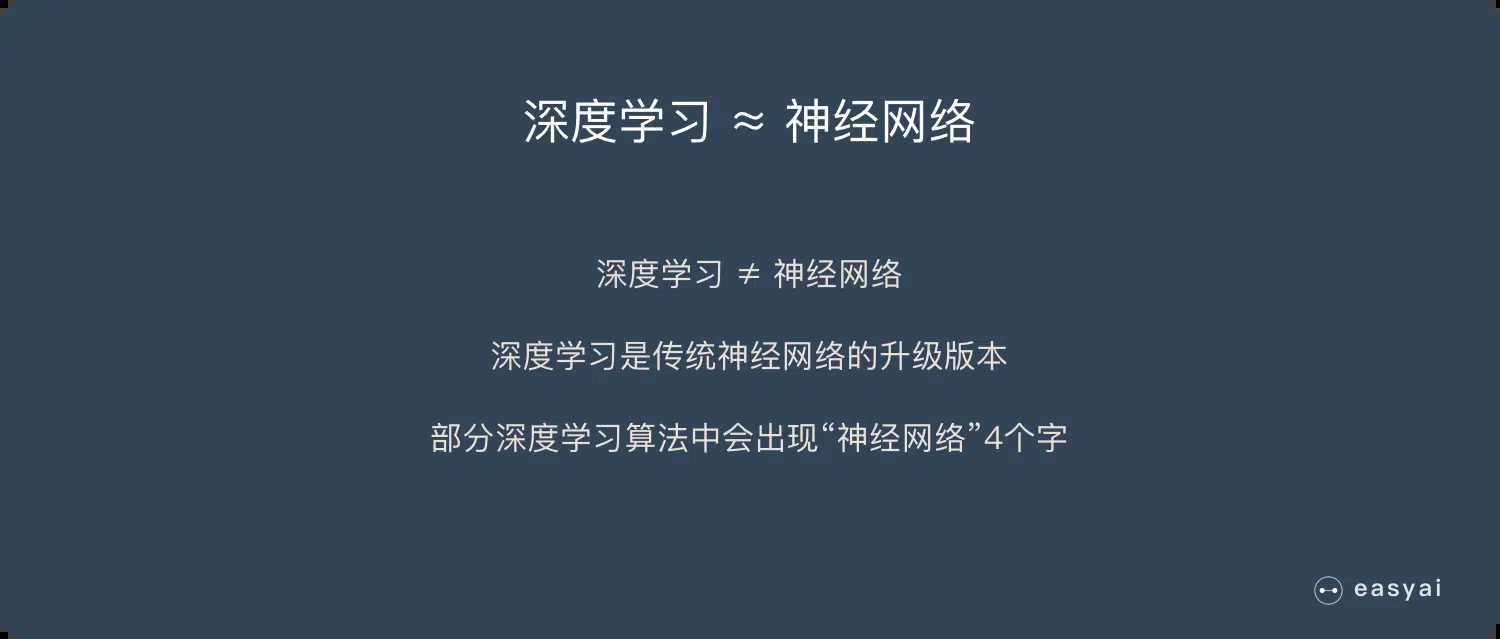 深度学习 ≈ 神经网络
深度学习 ≠ 神经网络
深度学习是传统神经网络的升级版本
部分深度学习算法中会出现“神经网络”4个字
easyai